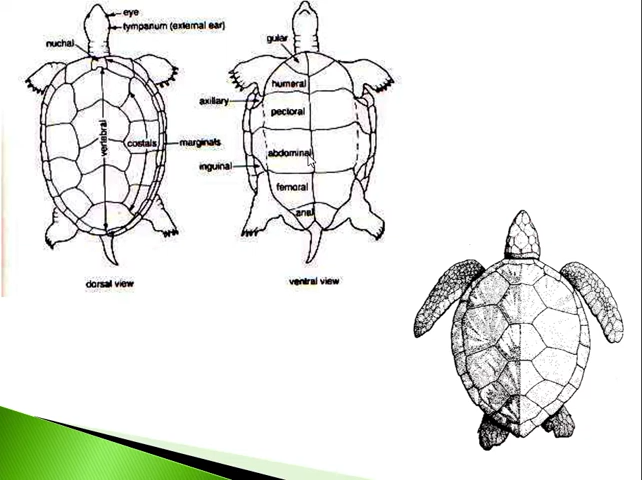 eye
tympanum (external ear)
nuchal
vertebral
costals
marginals
dorsal view
gular
humeral
axillary
pectoral
abdominal
inguinal
femoral
anal
ventral view